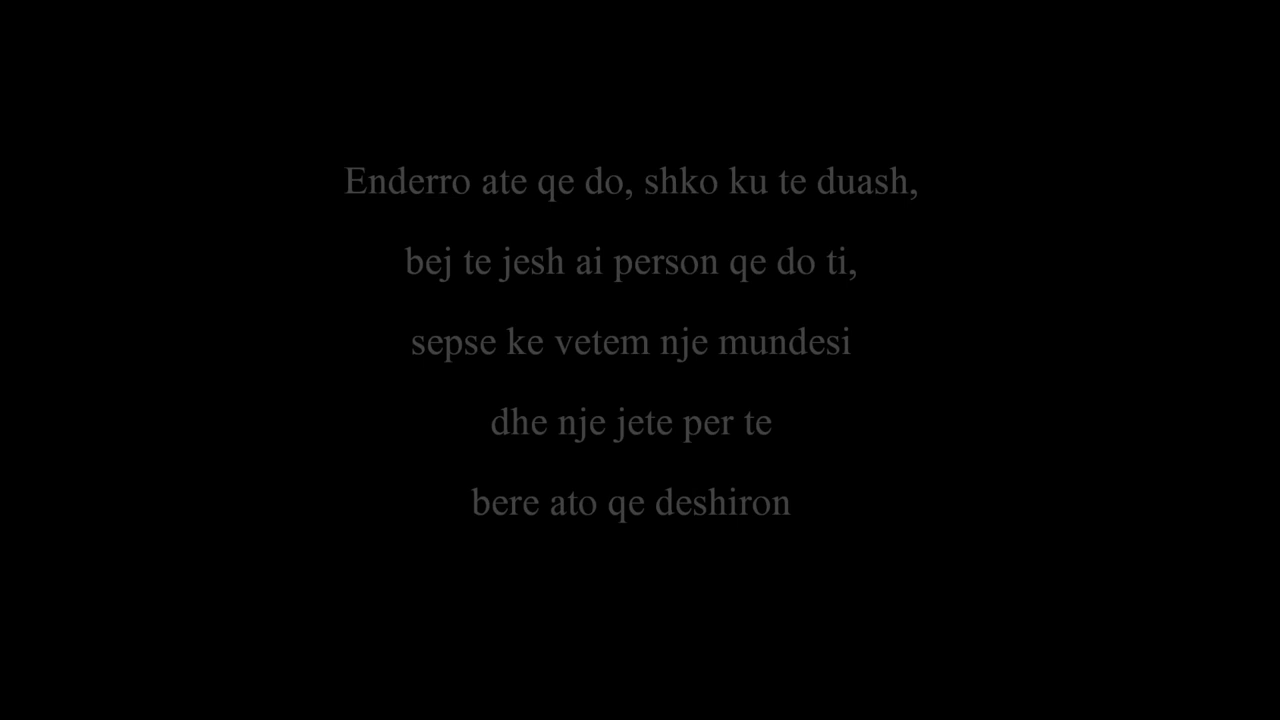 Enderro ate qe do, shko ku te duash,
bej te jesh ai person qe do ti,
sepse ke vetem nje mundesi
dhe nje jete per te
bere ato qe deshiron